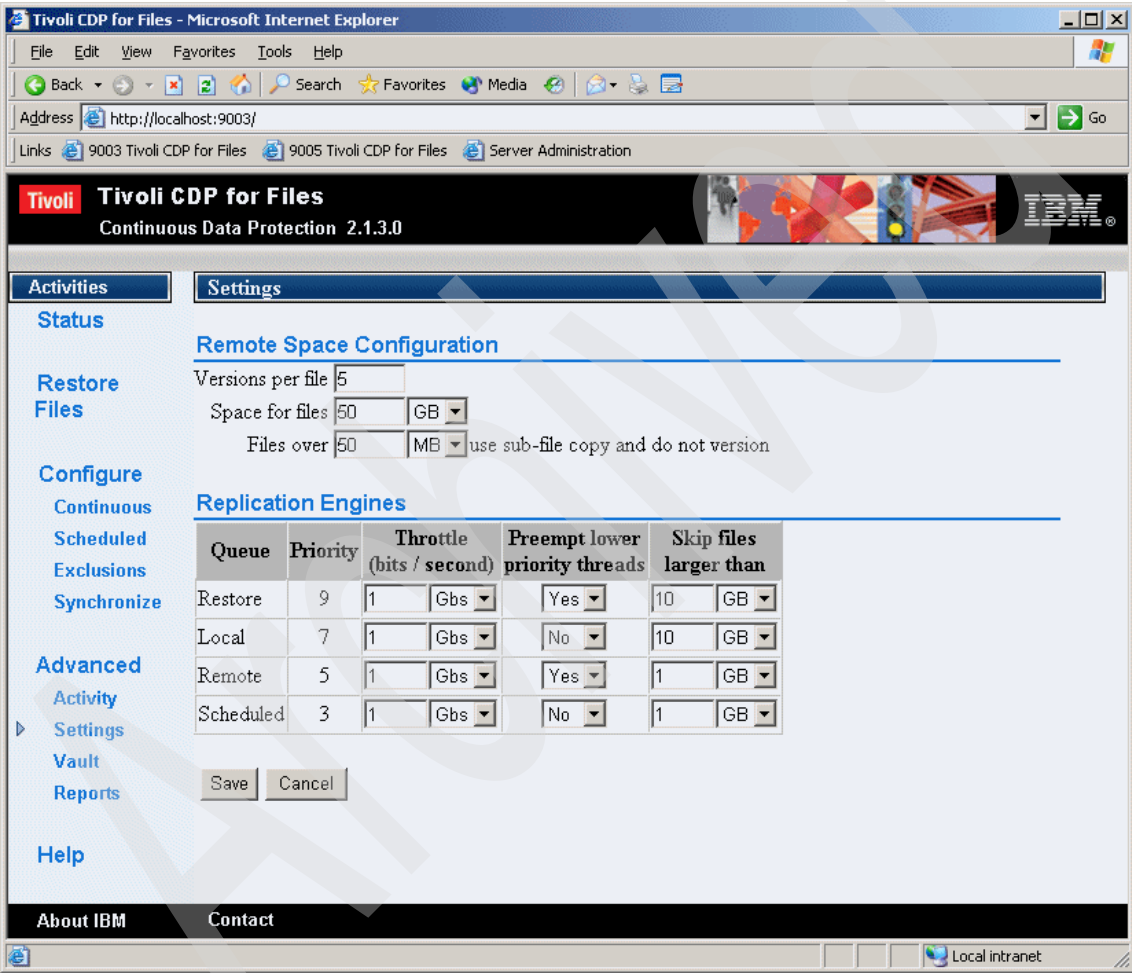 Tivoli CDP for Files - Microsoft Internet Explorer
File Edit View Favorites Tools Help
Back Search Favorites Media
Address http://localhost:9003/ Go
Links 9003 Tivoli CDP for Files 9005 Tivoli CDP for Files Server Administration
Tivoli Tivoli CDP for Files
Continuous Data Protection 2.1.3.0
IBM®
Activities
Status
Restore
Files
Configure
Continuous
Scheduled
Exclusions
Synchronize
Advanced
Activity
Settings
Vault
Reports
Help
Settings
Remote Space Configuration
Versions per file 5
Space for files 50 GB
Files over 50 MB use sub-file copy and do not version
Replication Engines
Queue Priority Throttle (bits / second) Preempt lower priority threads Skip files larger than
Restore 9 1 Gbs Yes 10 GB
Local 7 1 Gbs No 10 GB
Remote 5 1 Gbs Yes 1 GB
Scheduled 3 1 Gbs No 1 GB
Save Cancel
About IBM Contact
Local intranet
Archived